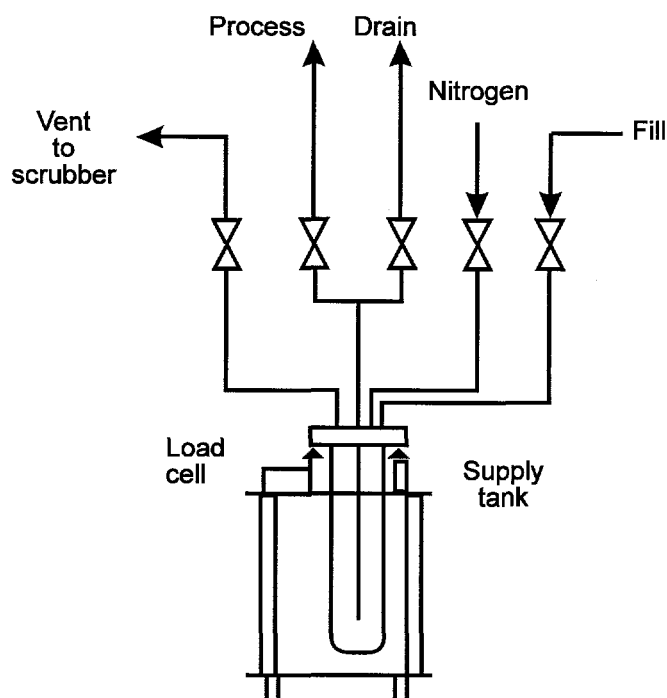 Process
Drain
Nitrogen
Vent
to
scrubber
Fill
Load
cell
Supply
tank